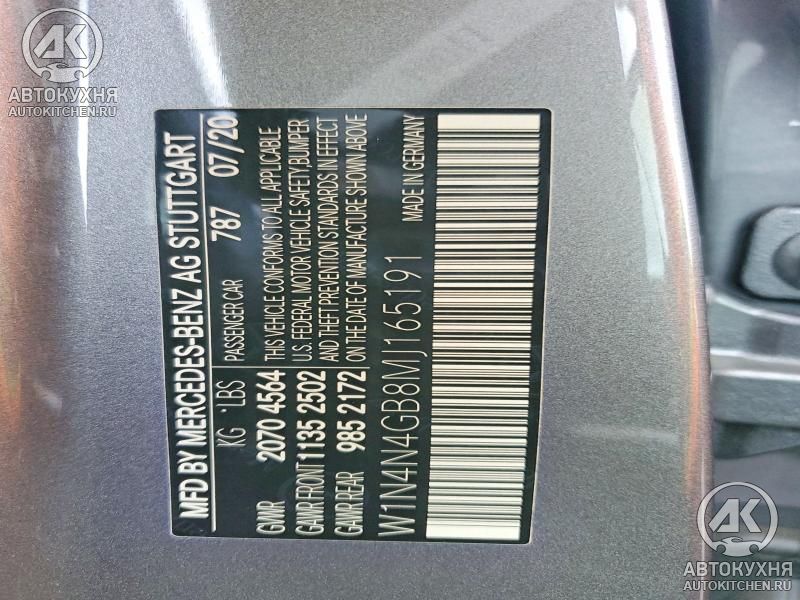 АВТОКУХНЯ
AUTOKITCHEN.RU
MFD BY MERCEDES-BENZ AG STUTTGART
KG LBS PASSENGER CAR 787 07/20
GVWR 2070 4564 THIS VEHICLE CONFORMS TO ALL APPLICABLE
GAWR FRONT 1135 2502 U.S. FEDERAL MOTOR VEHICLE SAFETY, BUMPER
AND THEFT PREVENTION STANDARDS IN EFFECT
GAWR REAR 985 2172 ON THE DATE OF MANUFACTURE SHOWN ABOVE
W1N4N4GB8MJ165191 MADE IN GERMANY
АВТОКУХНЯ
AUTOKITCHEN.RU